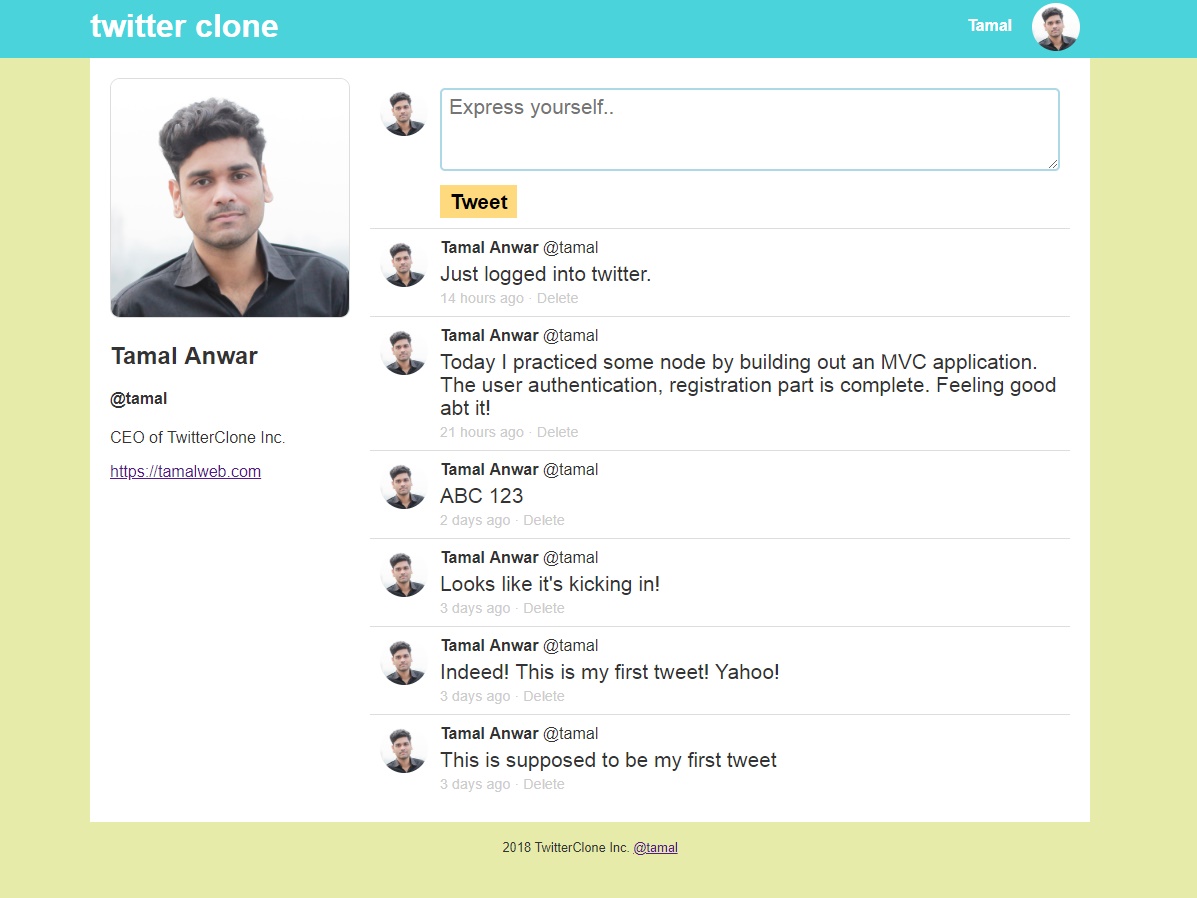 twitter clone
Tamal
Express yourself..
Tweet
Tamal Anwar @tamal
Just logged into twitter.
14 hours ago · Delete
Tamal Anwar @tamal
Today I practiced some node by building out an MVC application.
The user authentication, registration part is complete. Feeling good
abt it!
21 hours ago · Delete
Tamal Anwar @tamal
ABC 123
2 days ago · Delete
Tamal Anwar @tamal
Looks like it's kicking in!
3 days ago · Delete
Tamal Anwar @tamal
Indeed! This is my first tweet! Yahoo!
3 days ago · Delete
Tamal Anwar @tamal
This is supposed to be my first tweet
3 days ago · Delete
Tamal Anwar
@tamal
CEO of TwitterClone Inc.
https://tamalweb.com
2018 TwitterClone Inc. @tamal